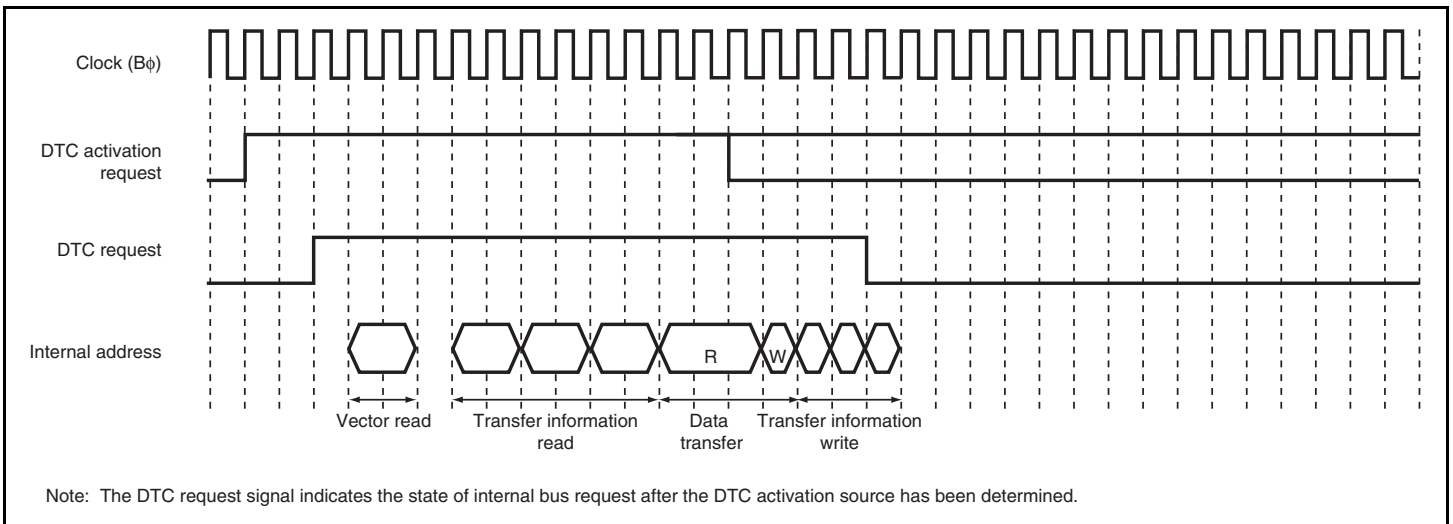 Clock (Bϕ)
DTC activation
request
DTC request
Internal address
R
W
Vector read
Transfer information
read
Data
transfer
Transfer information
write
Note: The DTC request signal indicates the state of internal bus request after the DTC activation source has been determined.